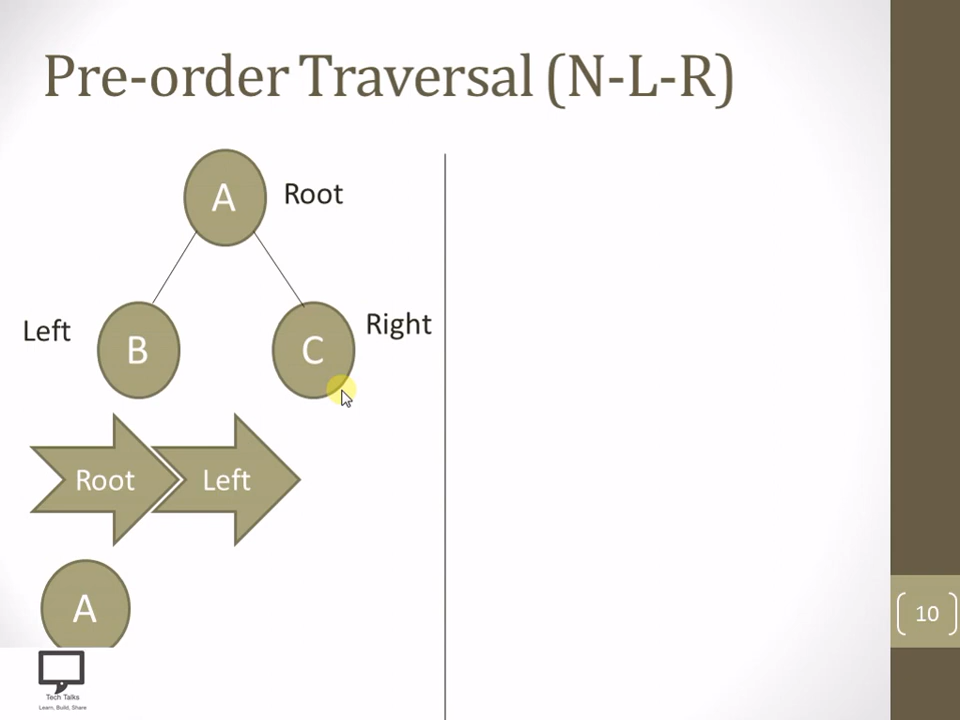 Pre-order Traversal (N-L-R)
A
Root
Left
B
C
Right
Root
Left
A
10
Tech Talks
Learn, Build, Share